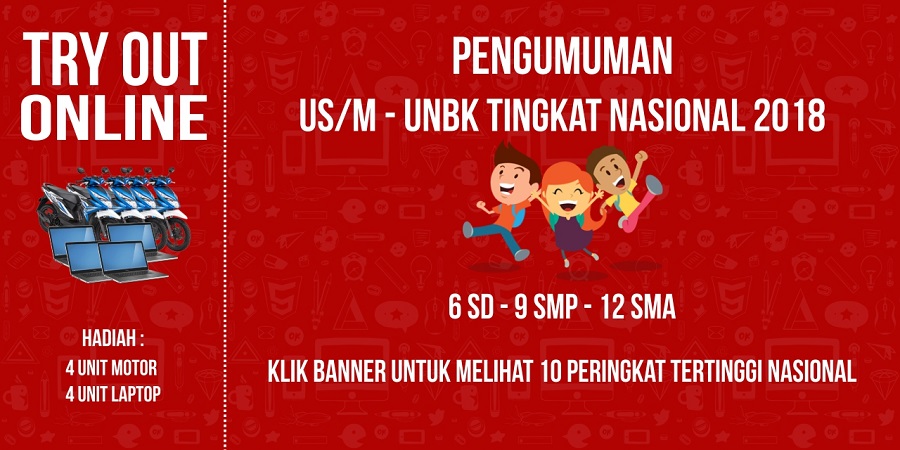 TRY OUT
ONLINE
HADIAH :
4 UNIT MOTOR
4 UNIT LAPTOP
PENGUMUMAN
US/M - UNBK TINGKAT NASIONAL 2018
6 SD - 9 SMP - 12 SMA
KLIK BANNER UNTUK MELIHAT 10 PERINGKAT TERTINGGI NASIONAL